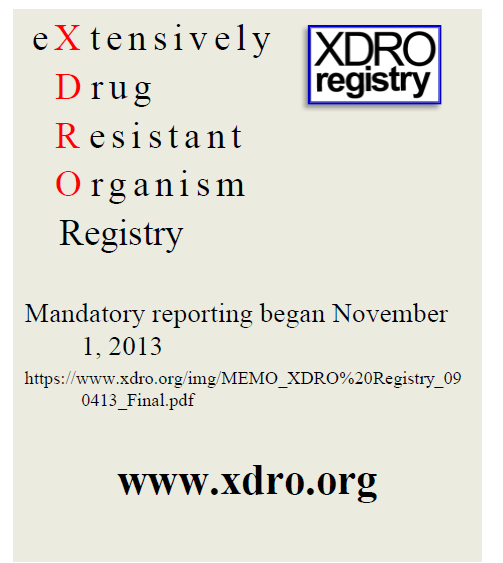 eXtensively
Drug
Resistant
Organism
Registry
XDRO
registry
Mandatory reporting began November
1, 2013
https://www.xdro.org/img/MEMO_XDRO%20Registry_09
0413_Final.pdf
www.xdro.org